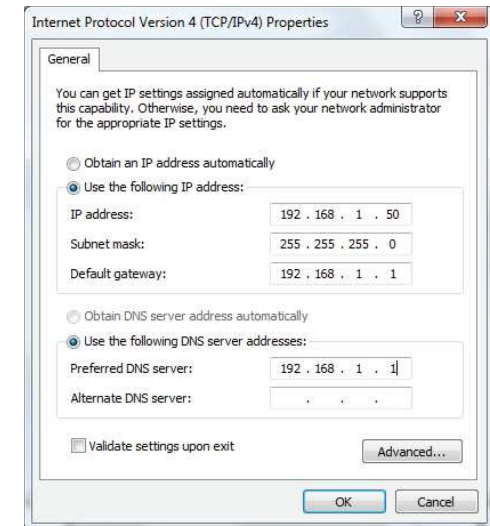 Internet Protocol Version 4 (TCP/IPv4) Properties
General
You can get IP settings assigned automatically if your network supports
this capability. Otherwise, you need to ask your network administrator
for the appropriate IP settings.
Obtain an IP address automatically
Use the following IP address:
IP address: 192 . 168 . 1 . 50
Subnet mask: 255 . 255 . 255 . 0
Default gateway: 192 . 168 . 1 . 1
Obtain DNS server address automatically
Use the following DNS server addresses:
Preferred DNS server: 192 . 168 . 1 . 1
Alternate DNS server: . . .
Validate settings upon exit
Advanced...
OK Cancel